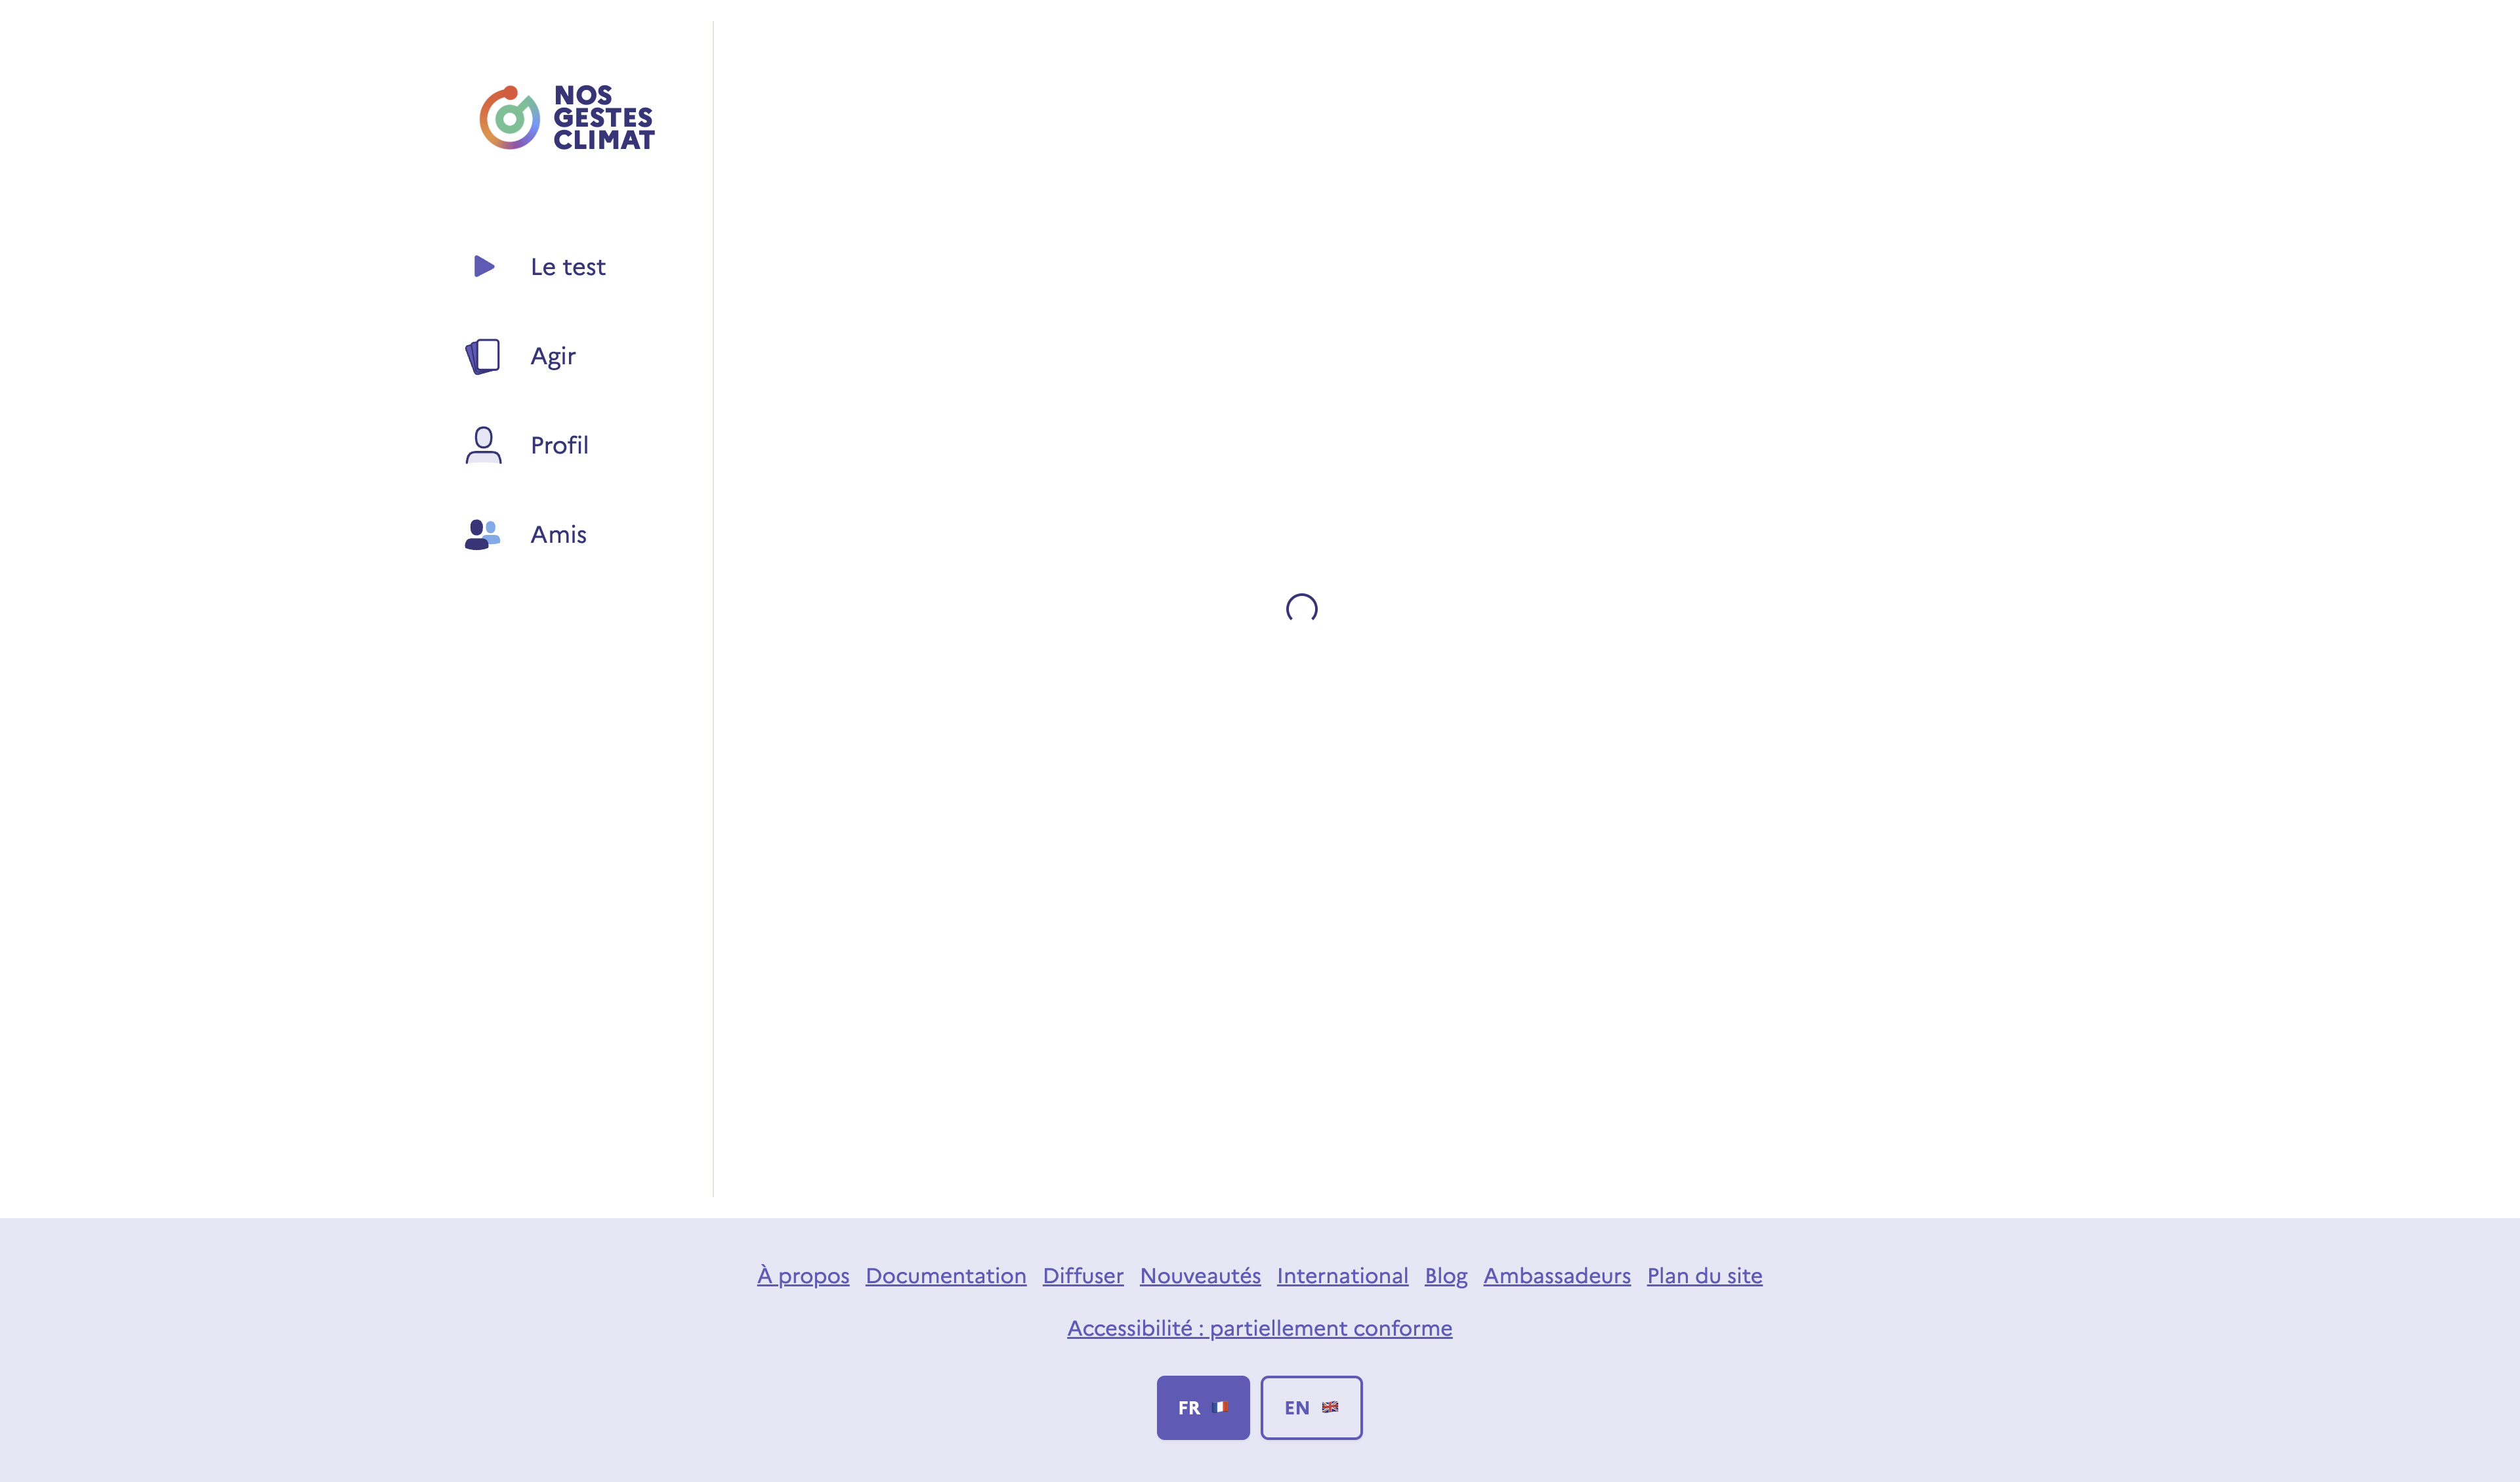 NOS
GESTES
CLIMAT
Le test
Agir
Profil
Amis
À propos Documentation Diffuser Nouveautés International Blog Ambassadeurs Plan du site
Accessibilité : partiellement conforme
FR EN